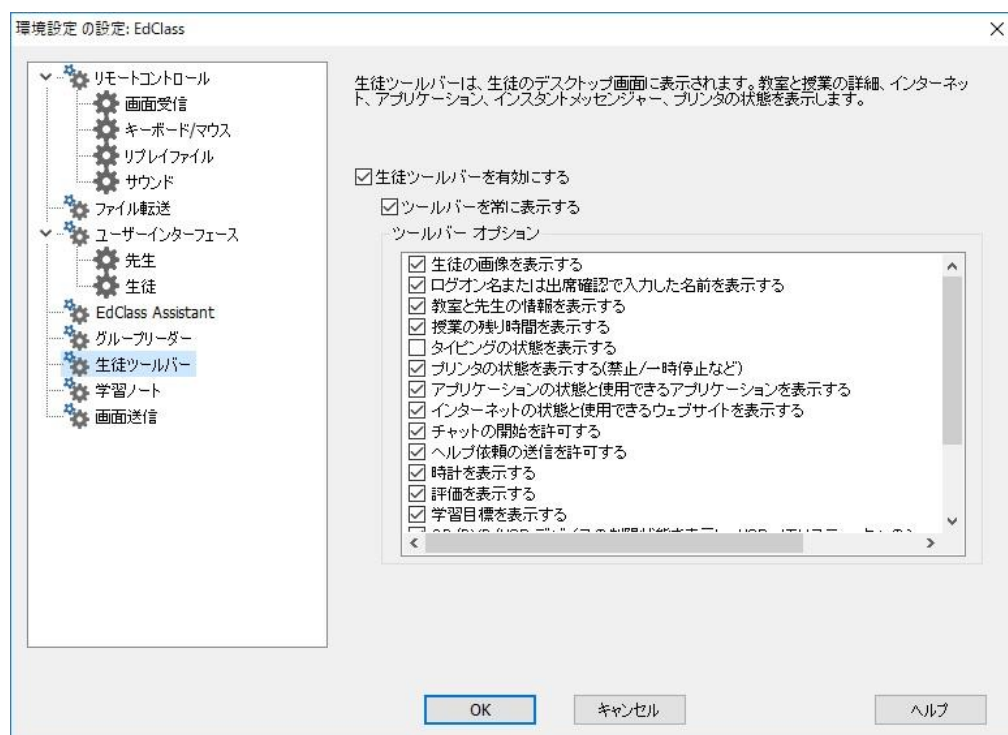 環境設定 の設定: EdClass
リモートコントロール
画面受信
キーボード/マウス
リプレイファイル
サウンド
ファイル転送
ユーザーインターフェース
先生
生徒
EdClass Assistant
グループリーダー
生徒ツールバー
学習ノート
画面送信
生徒ツールバーは、生徒のデスクトップ画面に表示されます。教室と授業の詳細、インターネッ
ト、アプリケーション、インスタントメッセンジャー、プリンタの状態を表示します。
生徒ツールバーを有効にする
ツールバーを常に表示する
ツールバー オプション
生徒の画像を表示する
ログオン名または出席確認で入力した名前を表示する
教室と先生の情報を表示する
授業の残り時間を表示する
タイピングの状態を表示する
プリンタの状態を表示する(禁止/一時停止など)
アプリケーションの状態と使用できるアプリケーションを表示する
インターネットの状態と使用できるウェブサイトを表示する
チャットの開始を許可する
ヘルプ依頼の送信を許可する
時計を表示する
評価を表示する
学習目標を表示する
OK
キャンセル
ヘルプ